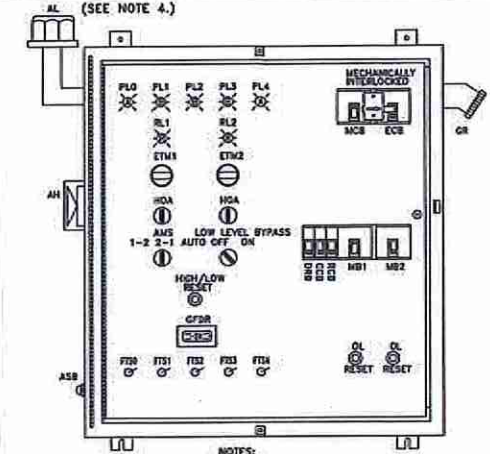 AL (SEE NOTE 4.)
PL0 PL1 PL2 PL3 PL4
MECHANICALLY
INTERLOCKED
MCB ECB
GR
RL1 RL2
ETM1 ETM2
AH
HOA HOA
AMS LOW LEVEL BYPASS
1-2 2-1 AUTO OFF ON
MB1 MB2
HIGH/LOW
RESET
GFDR
FTS0 FTS1 FTS2 FTS3 FTS4
OL OL
RESET RESET
ASB
NOTES: